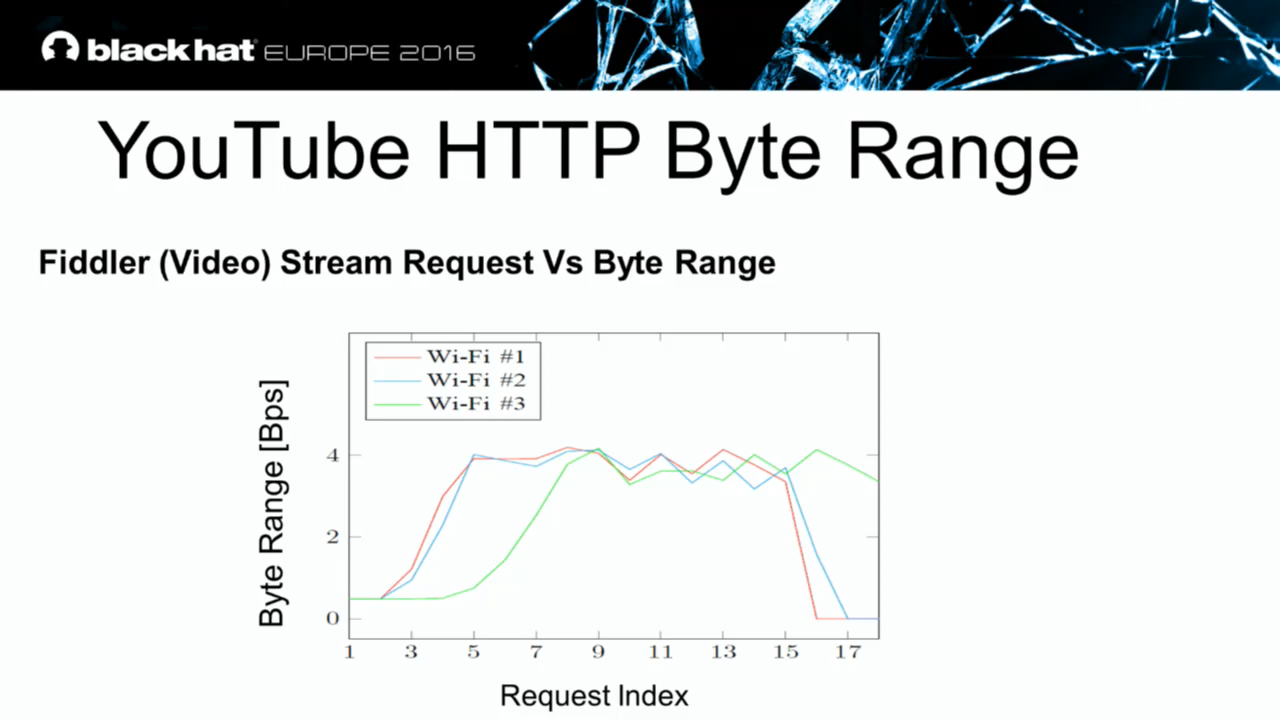 black hat EUROPE 2016
YouTube HTTP Byte Range
Fiddler (Video) Stream Request Vs Byte Range
Wi-Fi #1
Wi-Fi #2
Wi-Fi #3
Byte Range [Bps]
4
2
0
1 3 5 7 9 11 13 15 17
Request Index